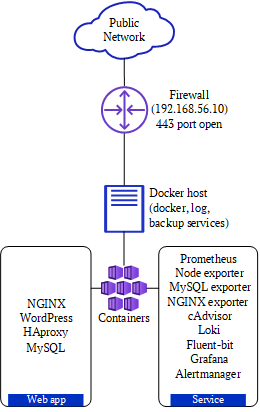 Public
Network
Firewall
(192.168.56.10)
443 port open
Docker host
(docker, log,
backup services)
Containers
NGINX
WordPress
HAproxy
MySQL
Web app
Prometheus
Node exporter
MySQL exporter
NGINX exporter
cAdvisor
Loki
Fluent-bit
Grafana
Alertmanager
Service